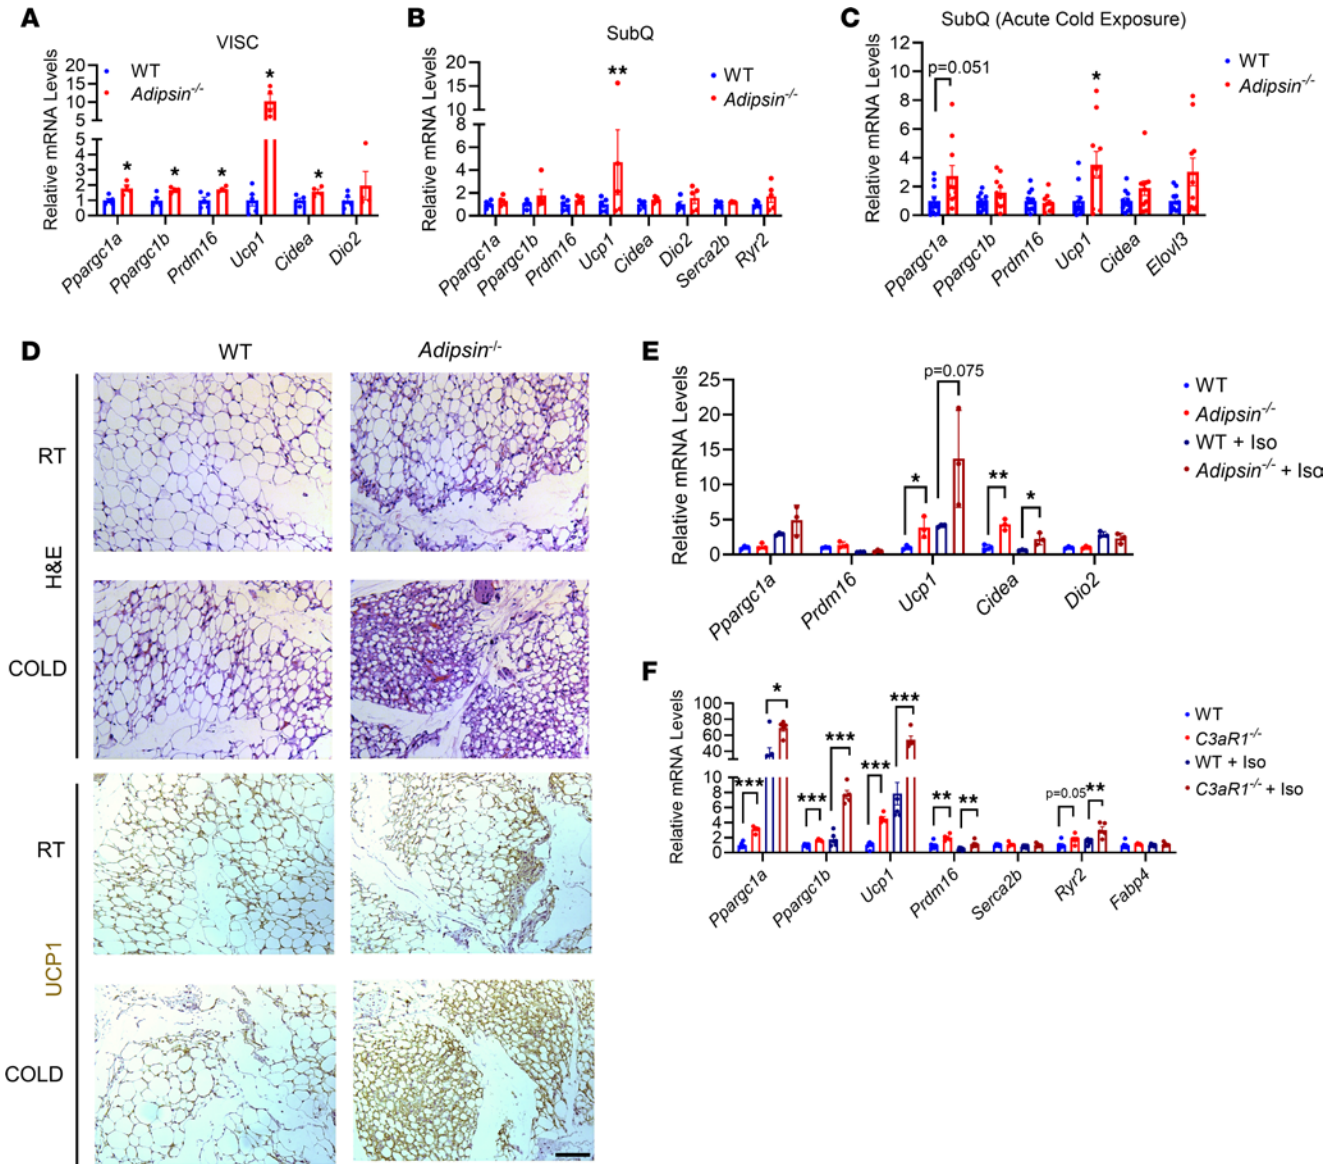 A
VISC
Relative mRNA Levels
20
15
10
5
5
4
3
2
1
0
WT
Adipsin-/-
*
*
*
*
*
Ppargc1a
Ppargc1b
Prdm16
Ucp1
Cidea
Dio2
B
SubQ
Relative mRNA Levels
20
15
10
8
6
4
2
0
**
WT
Adipsin-/-
Ppargc1a
Ppargc1b
Prdm16
Ucp1
Cidea
Dio2
Serca2b
Ryr2
C
SubQ (Acute Cold Exposure)
Relative mRNA Levels
12
10
8
6
4
2
0
p=0.051
*
WT
Adipsin-/-
Ppargc1a
Ppargc1b
Prdm16
Ucp1
Cidea
Elovl3
D
WT
Adipsin-/-
H&E
RT
COLD
UCP1
RT
COLD
E
Relative mRNA Levels
25
20
15
10
5
0
*
p=0.075
**
*
WT
Adipsin-/-
WT + Iso
Adipsin-/- + Iso
Ppargc1a
Prdm16
Ucp1
Cidea
Dio2
F
Relative mRNA Levels
100
80
60
40
10
8
6
4
2
0
***
*
***
***
***
***
**
**
p=0.05
**
WT
C3aR1-/-
WT + Iso
C3aR1-/- + Iso
Ppargc1a
Ppargc1b
Ucp1
Prdm16
Serca2b
Ryr2
Fabp4